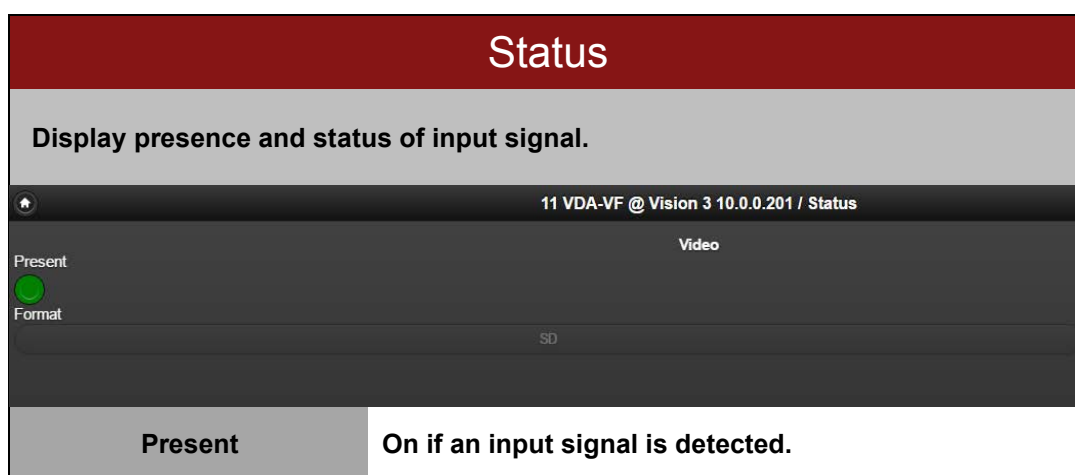 Status
Display presence and status of input signal.
11 VDA-VF @ Vision 3 10.0.0.201 / Status
Video
Present
Format
SD
Present
On if an input signal is detected.